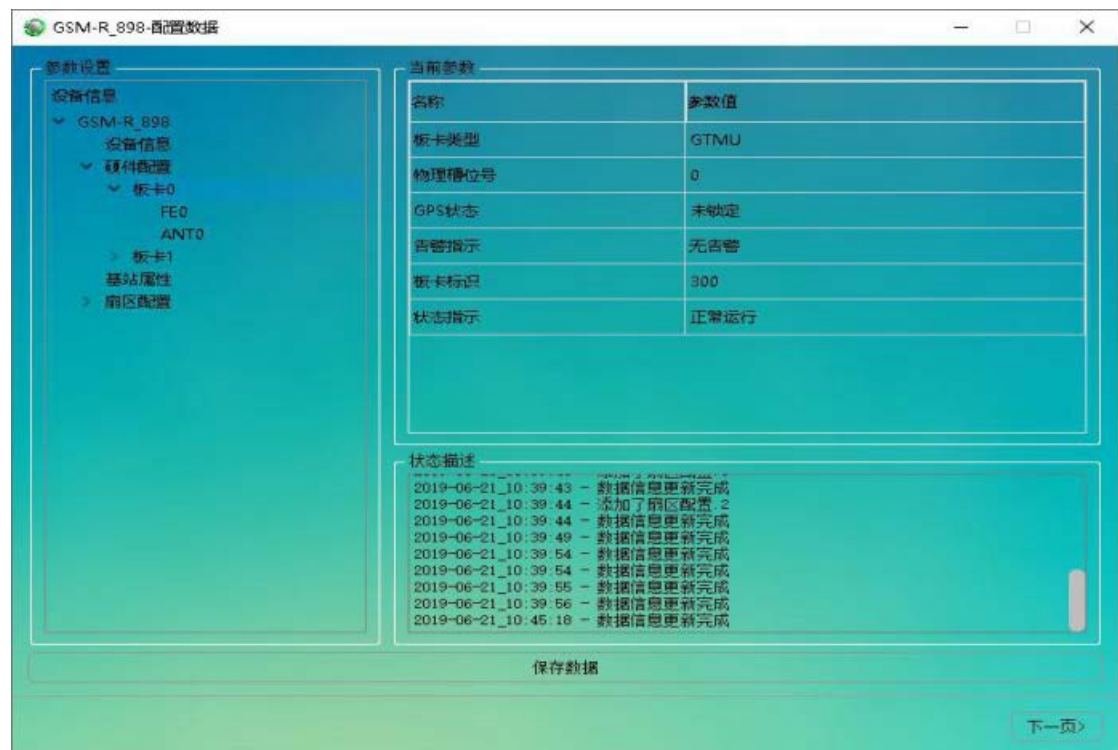 GSM-R_898-配置数据
参数设置
设备信息
GSM-R_898
设备信息
硬件配置
板卡0
FE0
ANT0
板卡1
基站属性
扇区配置
当前参数
名称 参数值
板卡类型 GTMU
物理槽位号 0
GPS状态 未锁定
告警指示 无告警
板卡标识 300
状态指示 正常运行
状态描述
2019-06-21_10:39:43 - 数据信息更新完成
2019-06-21_10:39:44 - 添加了扇区配置.2
2019-06-21_10:39:44 - 数据信息更新完成
2019-06-21_10:39:49 - 数据信息更新完成
2019-06-21_10:39:54 - 数据信息更新完成
2019-06-21_10:39:54 - 数据信息更新完成
2019-06-21_10:39:55 - 数据信息更新完成
2019-06-21_10:39:56 - 数据信息更新完成
2019-06-21_10:45:18 - 数据信息更新完成
保存数据
下一页>